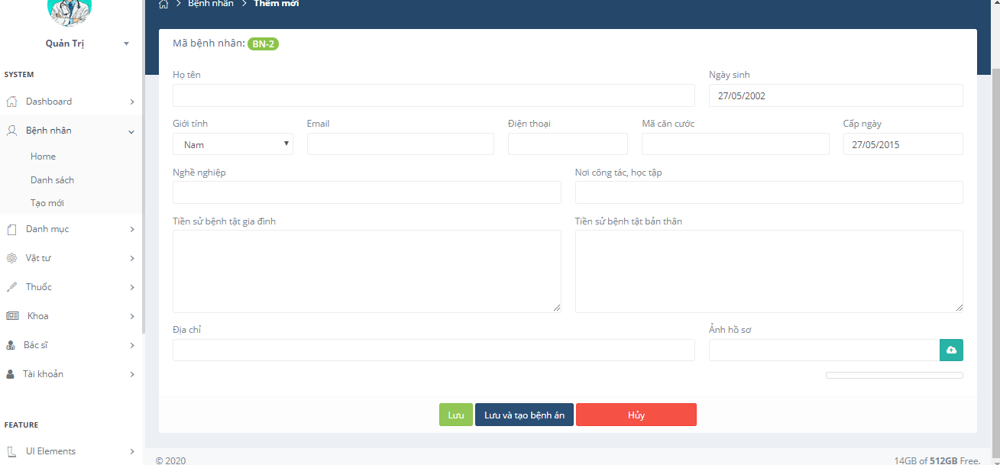 Bệnh nhân Thêm mới
Quản Trị
SYSTEM
Dashboard
Bệnh nhân
Home
Danh sách
Tạo mới
Danh mục
Vật tư
Thuốc
Khoa
Bác sĩ
Tài khoản
FEATURE
UI Elements
Mã bệnh nhân: BN-2
Họ tên Ngày sinh
27/05/2002
Giới tính Email Điện thoại Mã căn cước Cấp ngày
Nam 27/05/2015
Nghề nghiệp Nơi công tác, học tập
Tiền sử bệnh tật gia đình Tiền sử bệnh tật bản thân
Địa chỉ Ảnh hồ sơ
Lưu Lưu và tạo bệnh án Hủy
© 2020 14GB of 512GB Free.